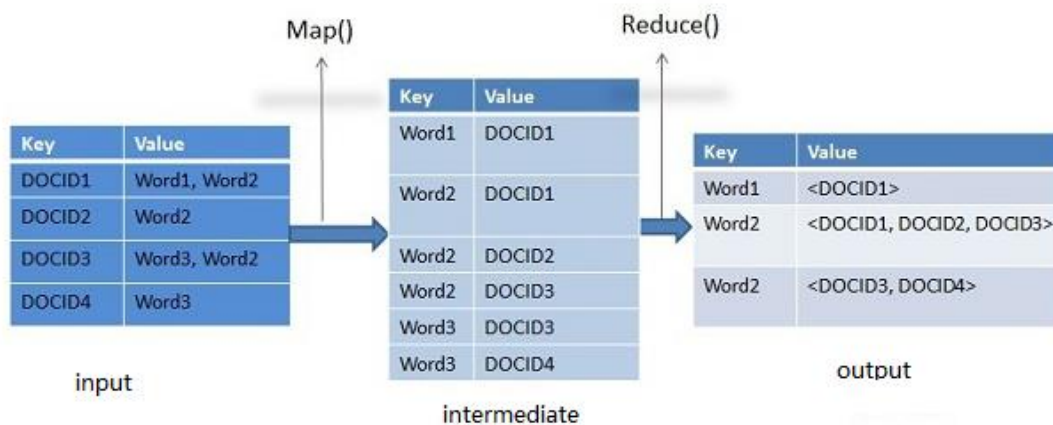 Map()
Reduce()
Key Value
DOCID1 Word1, Word2
DOCID2 Word2
DOCID3 Word3, Word2
DOCID4 Word3
input
Key Value
Word1 DOCID1
Word2 DOCID1
Word2 DOCID2
Word2 DOCID3
Word3 DOCID3
Word3 DOCID4
intermediate
Key Value
Word1 <DOCID1>
Word2 <DOCID1, DOCID2, DOCID3>
Word2 <DOCID3, DOCID4>
output